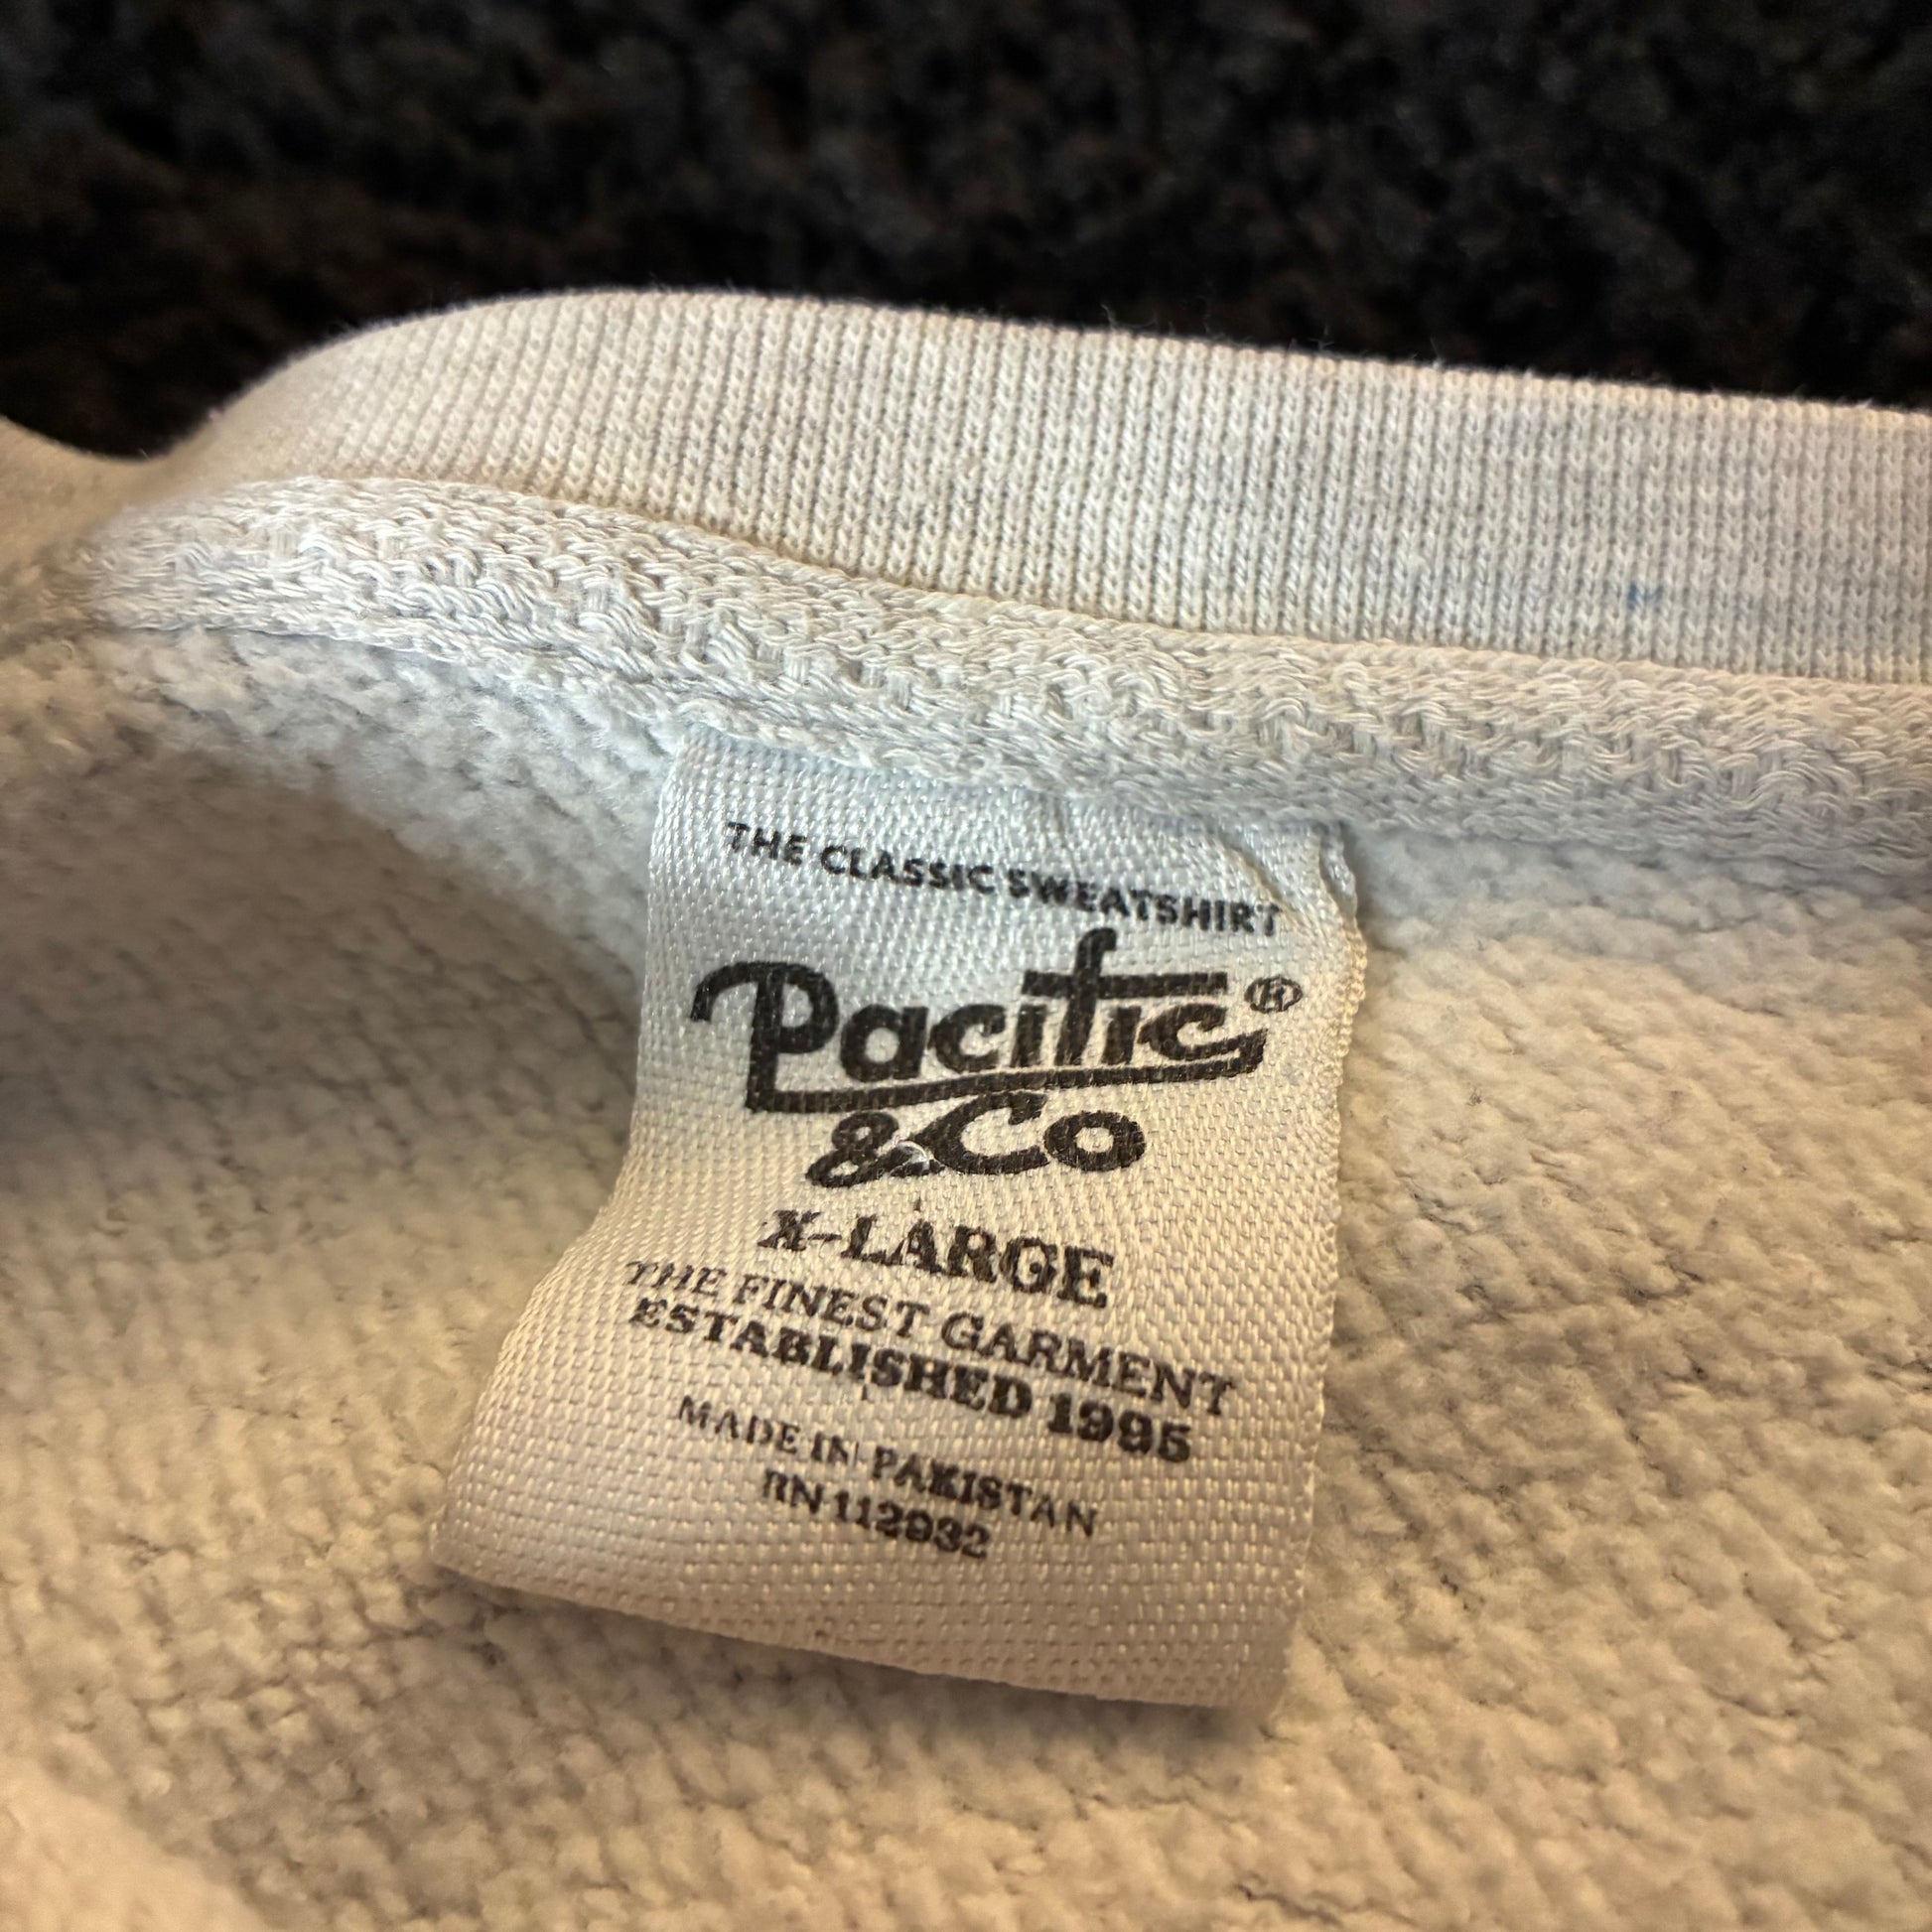 THE CLASSIC SWEATSHIRT
Pacific®
&Co
X-LARGE
THE FINEST GARMENT
ESTABLISHED 1995
MADE IN PAKISTAN
RN 112932